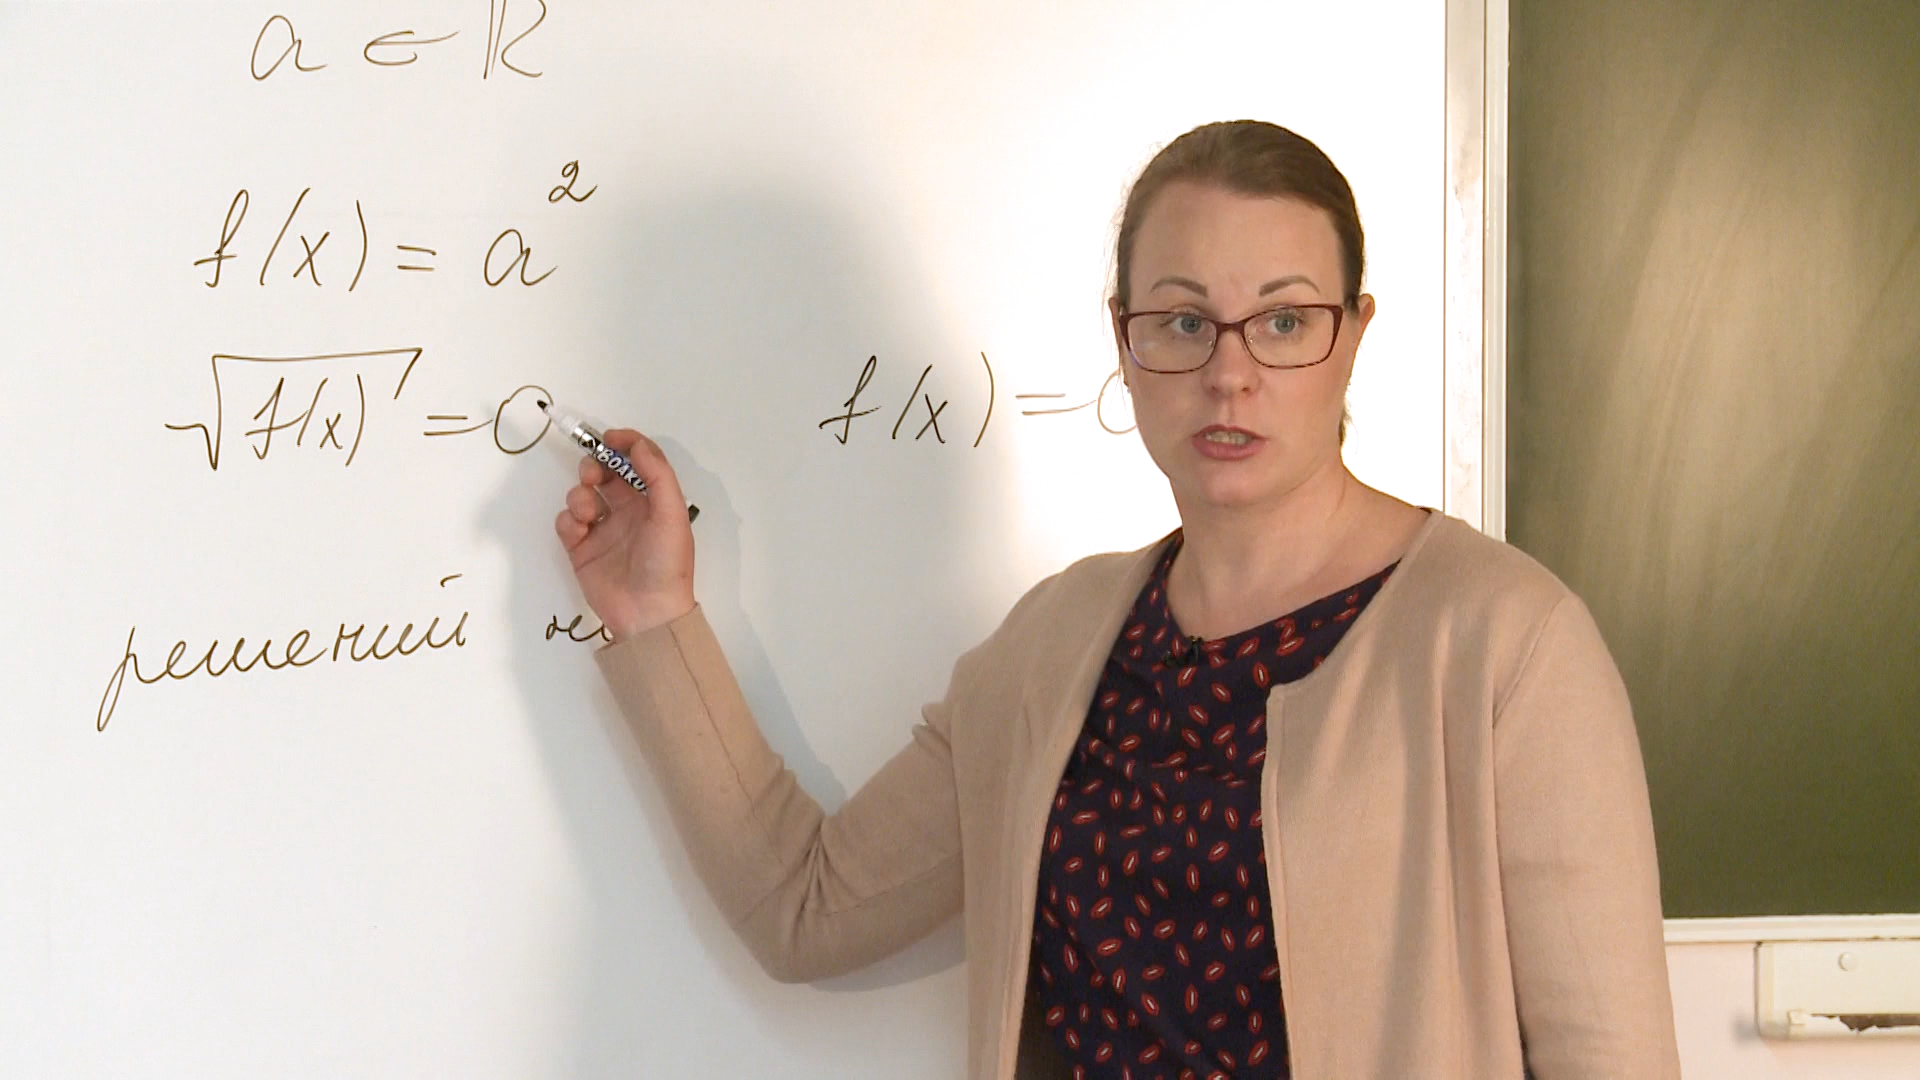 a ∈ ℝ
f(x) = a²
√f(x) = 0 f(x) = 0
решений